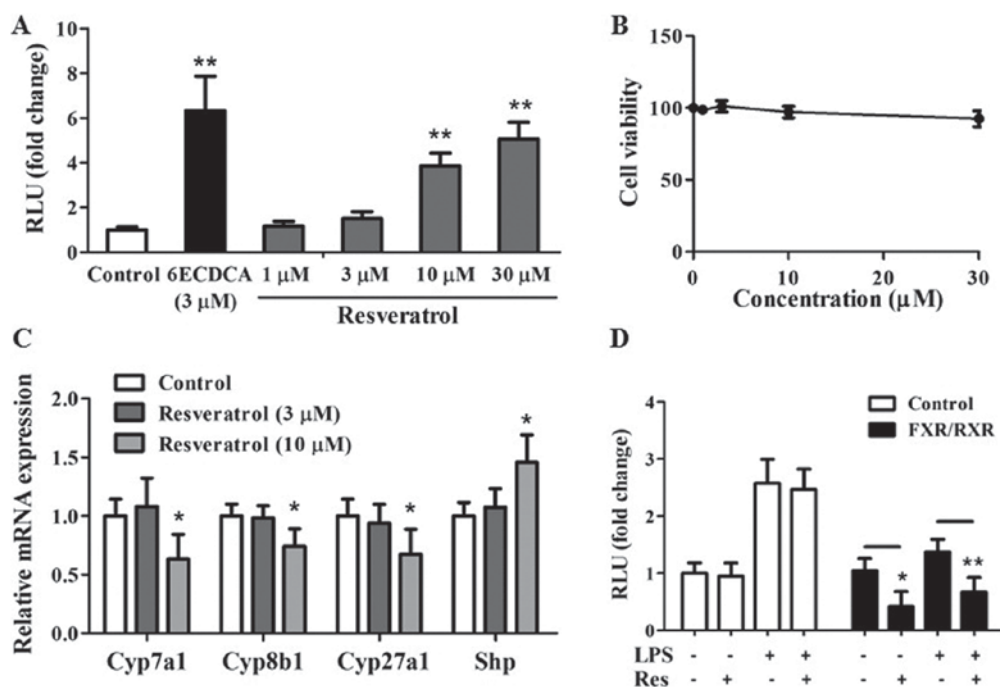 A
RLU (fold change)
10
8
6
4
2
0
**
**
**
Control 6ECDCA 1 μM 3 μM 10 μM 30 μM
(3 μM)
Resveratrol
B
Cell viability
150
100
50
0
0 10 20 30
Concentration (μM)
C
Relative mRNA expression
2.0
1.5
1.0
0.5
0.0
Control
Resveratrol (3 μM)
Resveratrol (10 μM)
*
*
*
*
Cyp7a1 Cyp8b1 Cyp27a1 Shp
D
RLU (fold change)
4
3
2
1
0
Control
FXR/RXR
*
**
LPS - - + + - - + +
Res - + - + - + - +